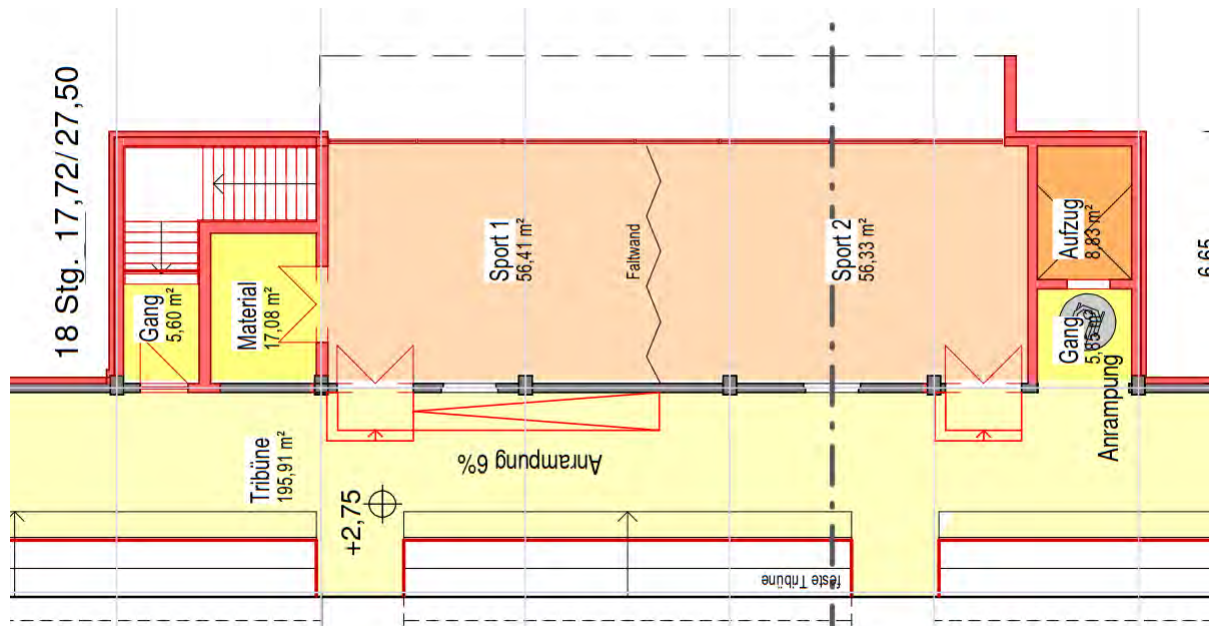 18 Stg. 17,72/27,50
Gang
5,60 m²
Material
17,08 m²
Sport 1
56,41 m²
Faltwand
Sport 2
56,33 m²
Aufzug
8,83 m²
6,65
Gang
Anrampung
Tribüne
195,91 m²
Anrampung 6%
+2,75
feste Tribüne